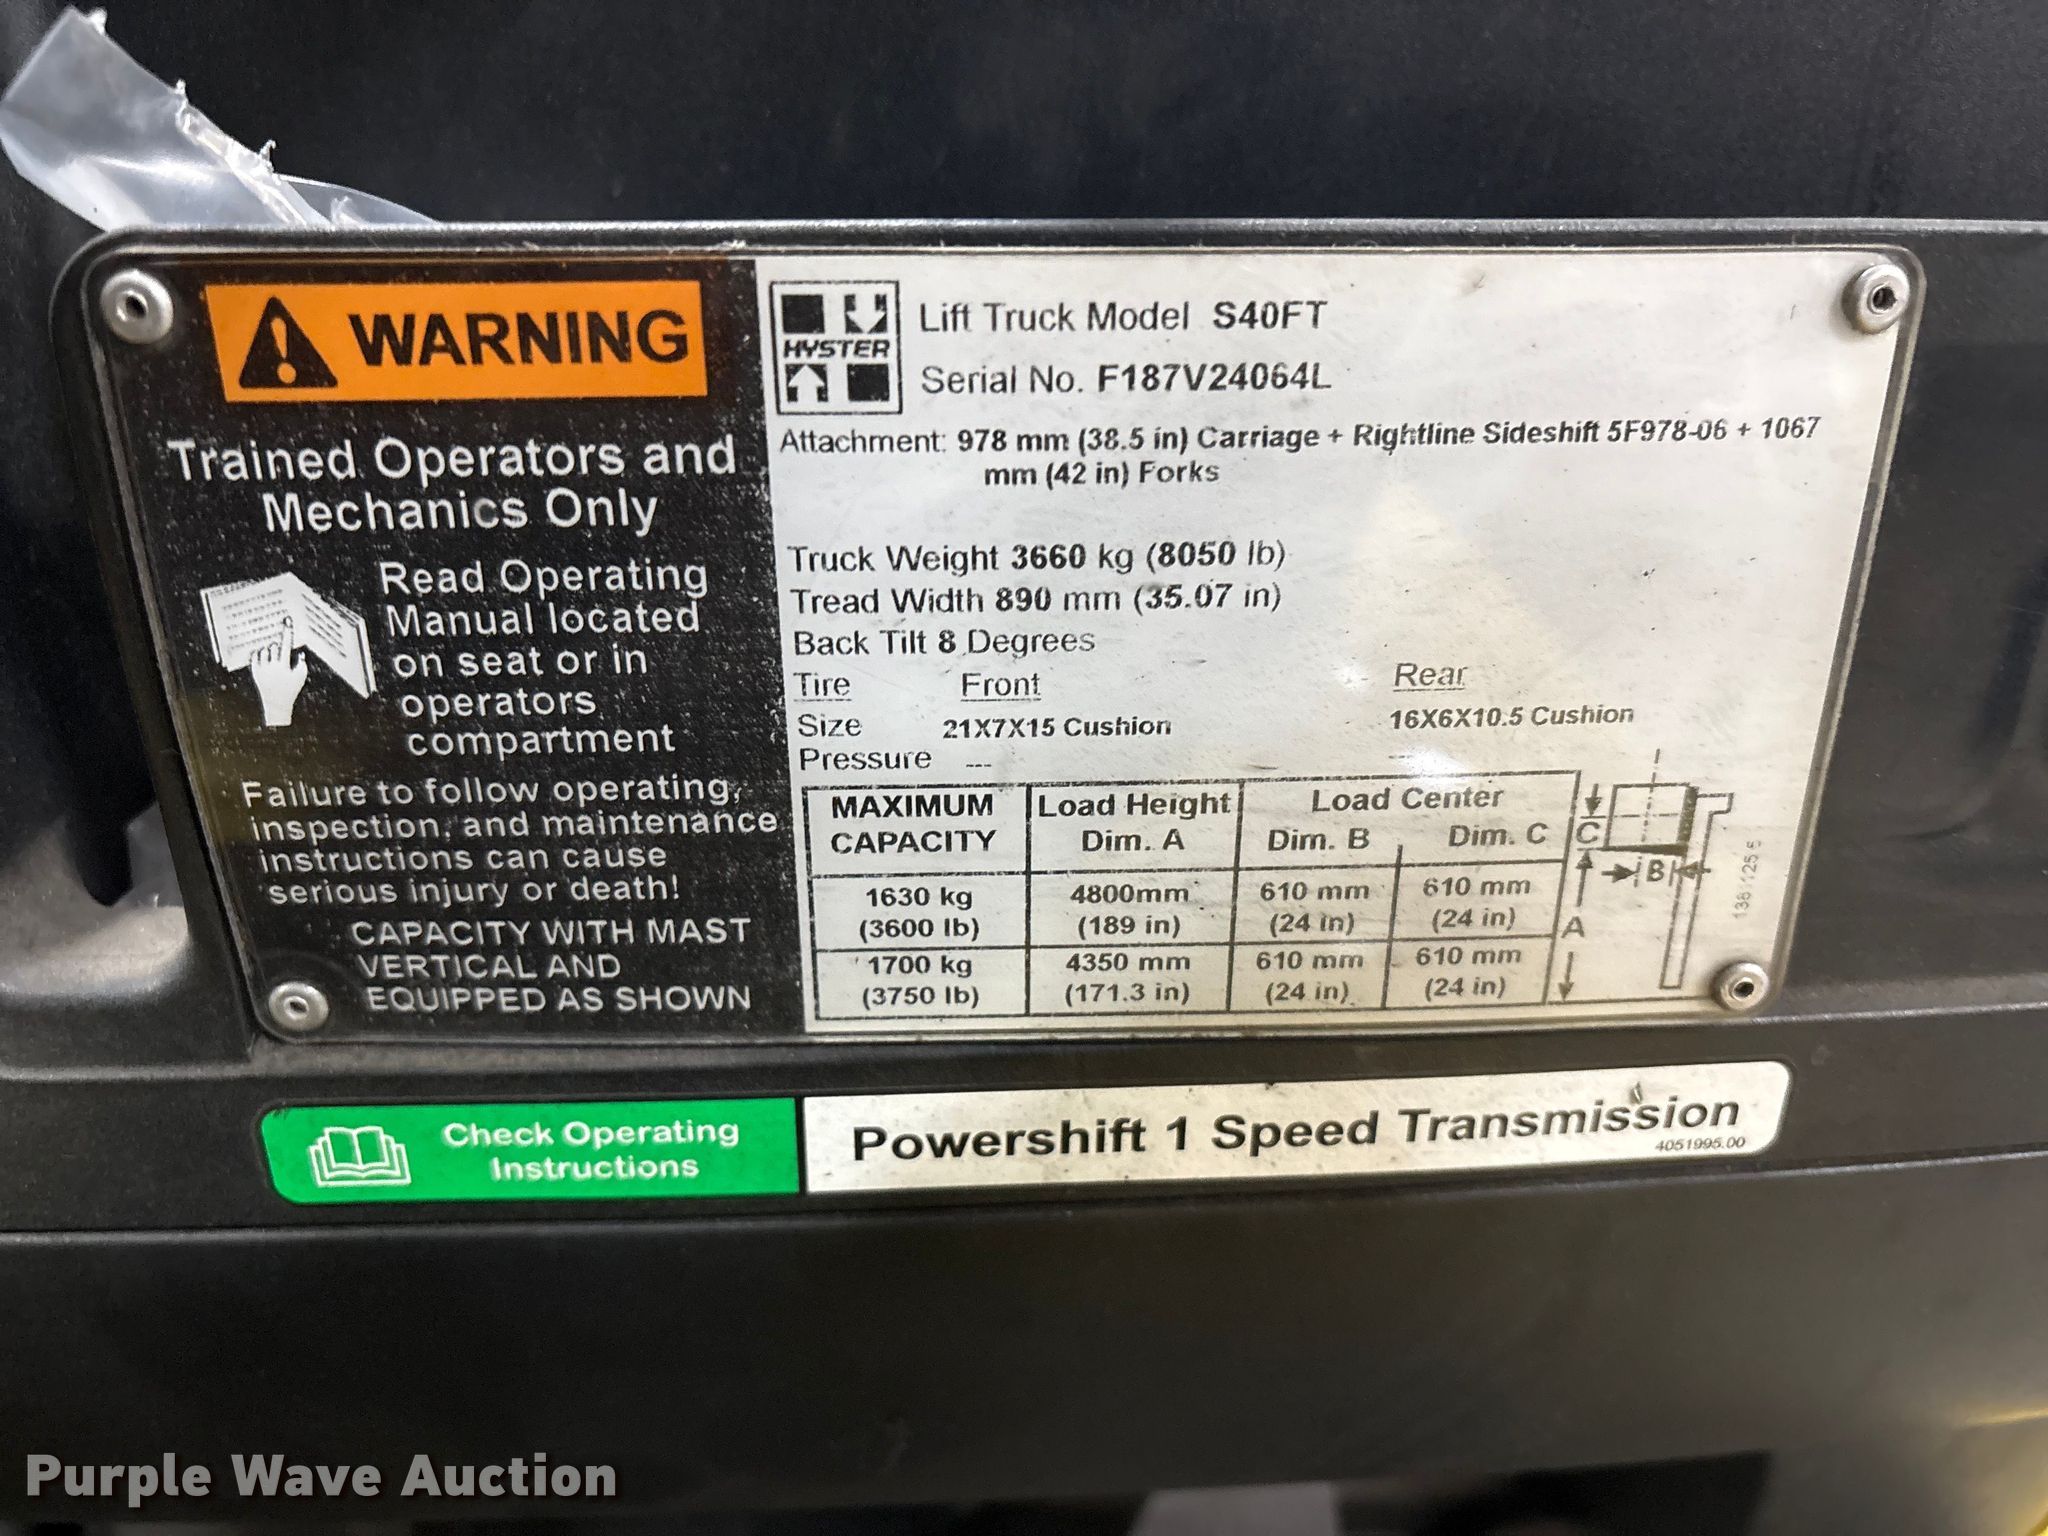 WARNING
Trained Operators and
Mechanics Only
Read Operating
Manual located
on seat or in
operators
compartment
Failure to follow operating,
inspection, and maintenance
instructions can cause
serious injury or death!
CAPACITY WITH MAST
VERTICAL AND
EQUIPPED AS SHOWN
HYSTER
Lift Truck Model S40FT
Serial No. F187V24064L
Attachment: 978 mm (38.5 in) Carriage + Rightline Sideshift 5F978-06 + 1067
mm (42 in) Forks
Truck Weight 3660 kg (8050 lb)
Tread Width 890 mm (35.07 in)
Back Tilt 8 Degrees
Tire Front Rear
Size 21X7X15 Cushion 16X6X10.5 Cushion
Pressure ---
MAXIMUM Load Height Load Center
CAPACITY Dim. A Dim. B Dim. C
1630 kg 4800mm 610 mm 610 mm
(3600 lb) (189 in) (24 in) (24 in)
1700 kg 4350 mm 610 mm 610 mm
(3750 lb) (171.3 in) (24 in) (24 in)
C
B
A
Check Operating
Instructions
Powershift 1 Speed Transmission
4051995.00
Purple Wave Auction